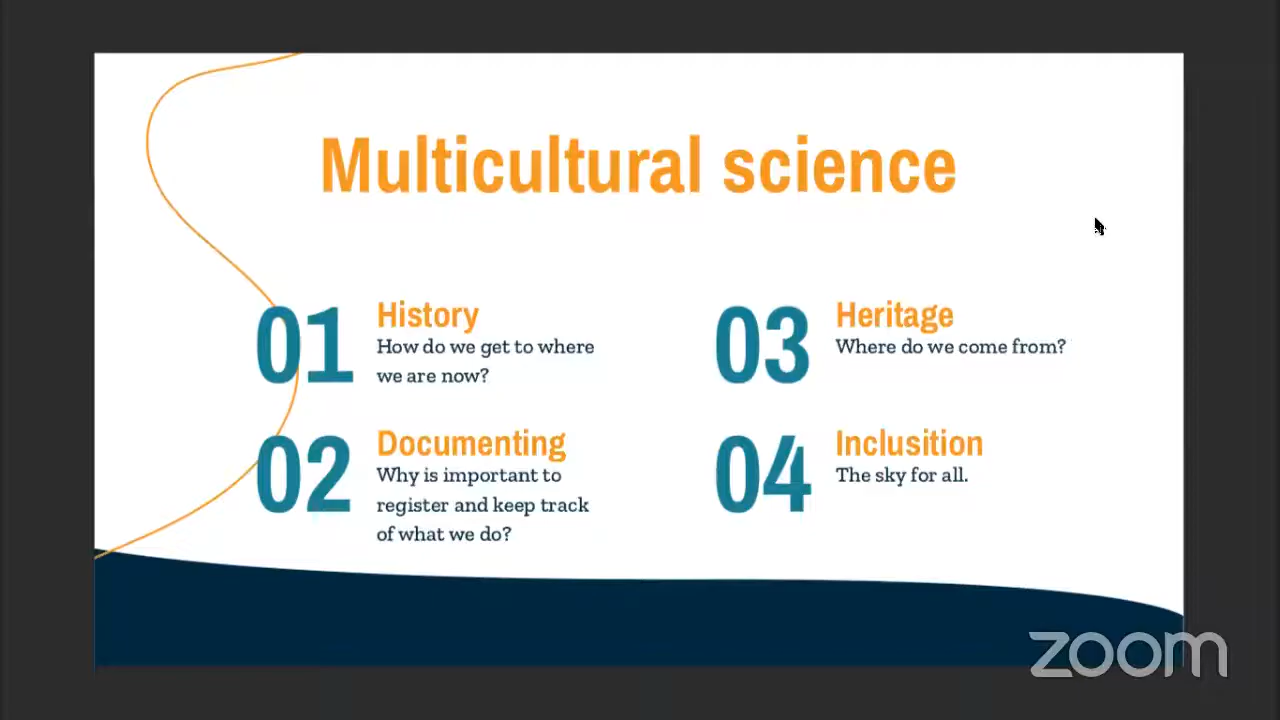 Multicultural science
01
History
How do we get to where
we are now?
02
Documenting
Why is important to
register and keep track
of what we do?
03
Heritage
Where do we come from?
04
Inclusition
The sky for all.
zoom